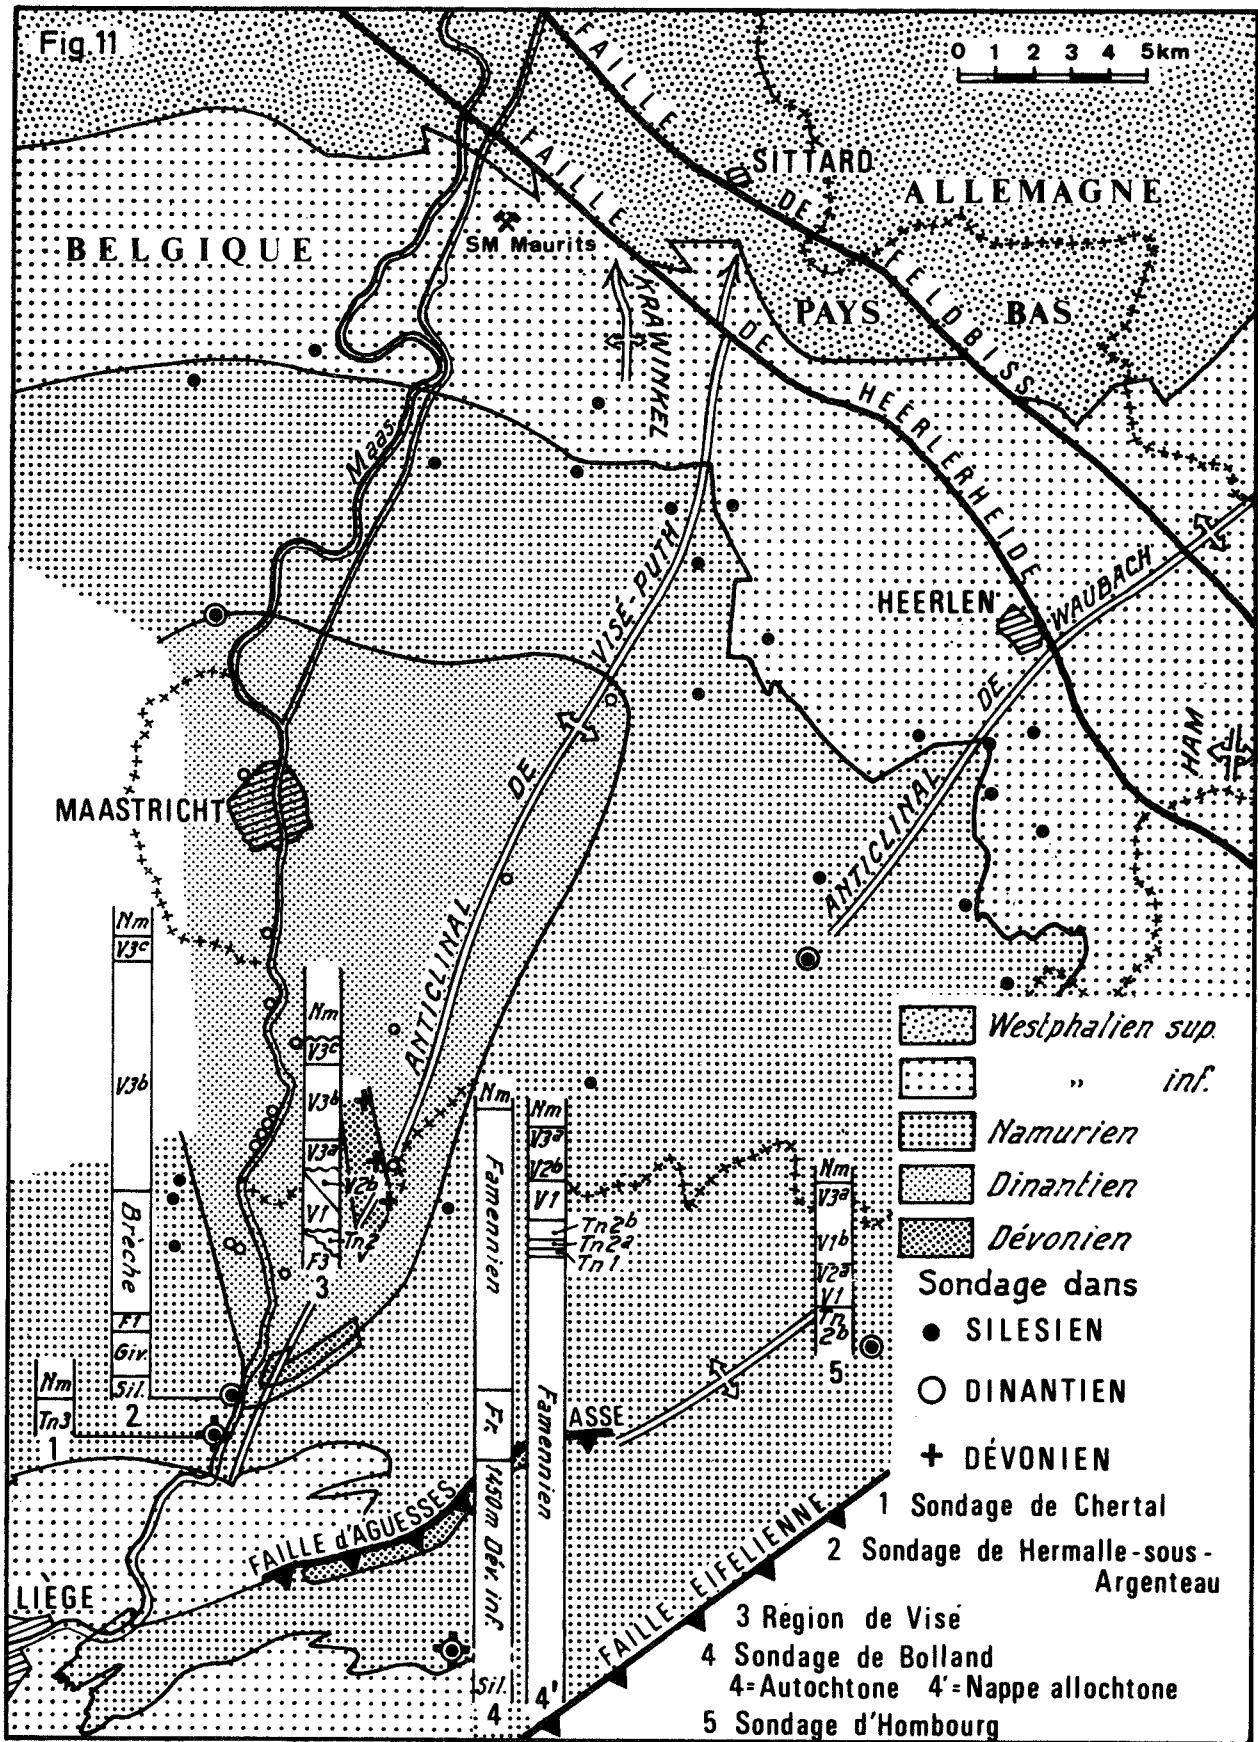 Fig.11
0 1 2 3 4 5km
FAILLE DE FELDBISS
FAILLE DE HEERLERHEIDE
SITTARD
ALLEMAGNE
BELGIQUE
SM Maurits
KRAWINKEL
PAYS BAS
Maas
ANTICLINAL DE VISÉ-PUTH
HEERLEN
ANTICLINAL DE WAUBACH
HAM
MAASTRICHT
Nm
V3c
V3b
Brèche
F1
Giv.
Sil.
2
Nm
Tn3
1
Nm
V3c
V3b
V3a
V2b
V1
Tn2
F3
3
Nm
Famennien
Fr.
1450m Dév inf.
Sil.
4
Nm
V3a
V2b
V1
Tn2b
Tn2a
Tn1
Famennien
4'
Nm
V3a
V1b
V2a
V1
Tn
2b
5
ASSE
FAILLE d'AGUESSES
FAILLE EIFELIENNE
LIÈGE
Westphalien sup.
" inf.
Namurien
Dinantien
Dévonien
Sondage dans
SILESIEN
DINANTIEN
DÉVONIEN
1 Sondage de Chertal
2 Sondage de Hermalle-sous-
Argenteau
3 Région de Visé
4 Sondage de Bolland
4=Autochtone 4'=Nappe allochtone
5 Sondage d'Hombourg